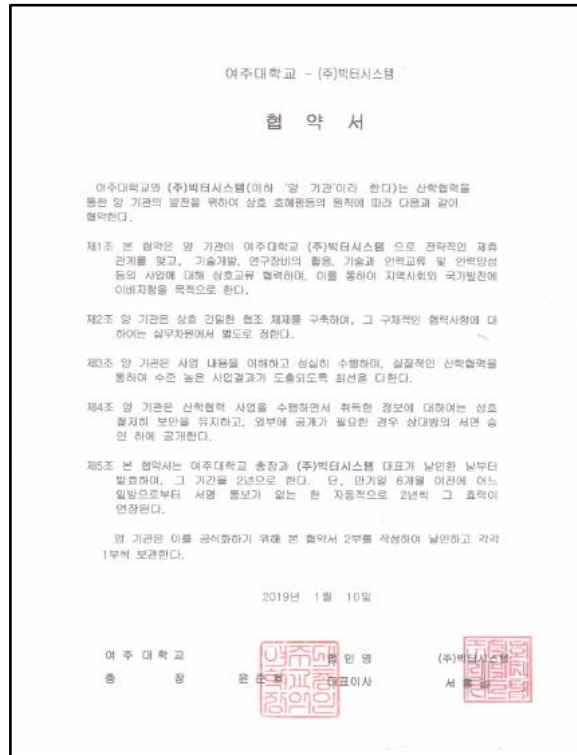 여주대학교 - (주)빅터시스템
협 약 서
여주대학교와 (주)빅터시스템(이하 '양 기관'이라 한다)는 산학협력을
통한 양 기관의 발전을 위하여 상호 호혜평등의 원칙에 따라 다음과 같이
협약한다.
제1조 본 협약은 양 기관이 여주대학교 (주)빅터시스템 으로 전략적인 제휴
관계를 맺고, 기술개발, 연구장비의 활용, 기술과 인력교류 및 인력양성
등의 사업에 대해 상호교류 협력하며, 이를 통하여 지역사회와 국가발전에
이바지함을 목적으로 한다.
제2조 양 기관은 상호 긴밀한 협조 체제를 구축하며, 그 구체적인 협력사항에 대
하여는 실무차원에서 별도로 정한다.
제3조 양 기관은 사업 내용을 이해하고 성실히 수행하며, 실질적인 산학협력을
통하여 수준 높은 사업결과가 도출되도록 최선을 다한다.
제4조 양 기관은 산학협력 사업을 수행하면서 취득한 정보에 대하여는 상호
철저히 보안을 유지하고, 외부에 공개가 필요한 경우 상대방의 서면 승
인 하에 공개한다.
제5조 본 협약서는 여주대학교 총장과 (주)빅터시스템 대표가 날인한 날부터
발효하며, 그 기간을 2년으로 한다. 단, 만기일 6개월 이전에 어느
일방으로부터 서명 통보가 없는 한 자동적으로 2년씩 그 효력이
연장된다.
양 기관은 이를 공식화하기 위해 본 협약서 2부를 작성하여 날인하고 각각
1부씩 보관한다.
2019년 1월 10일
여 주 대 학 교 법 인 명 (주)빅터시스템
총 장 윤 준 대표이사 서 홍